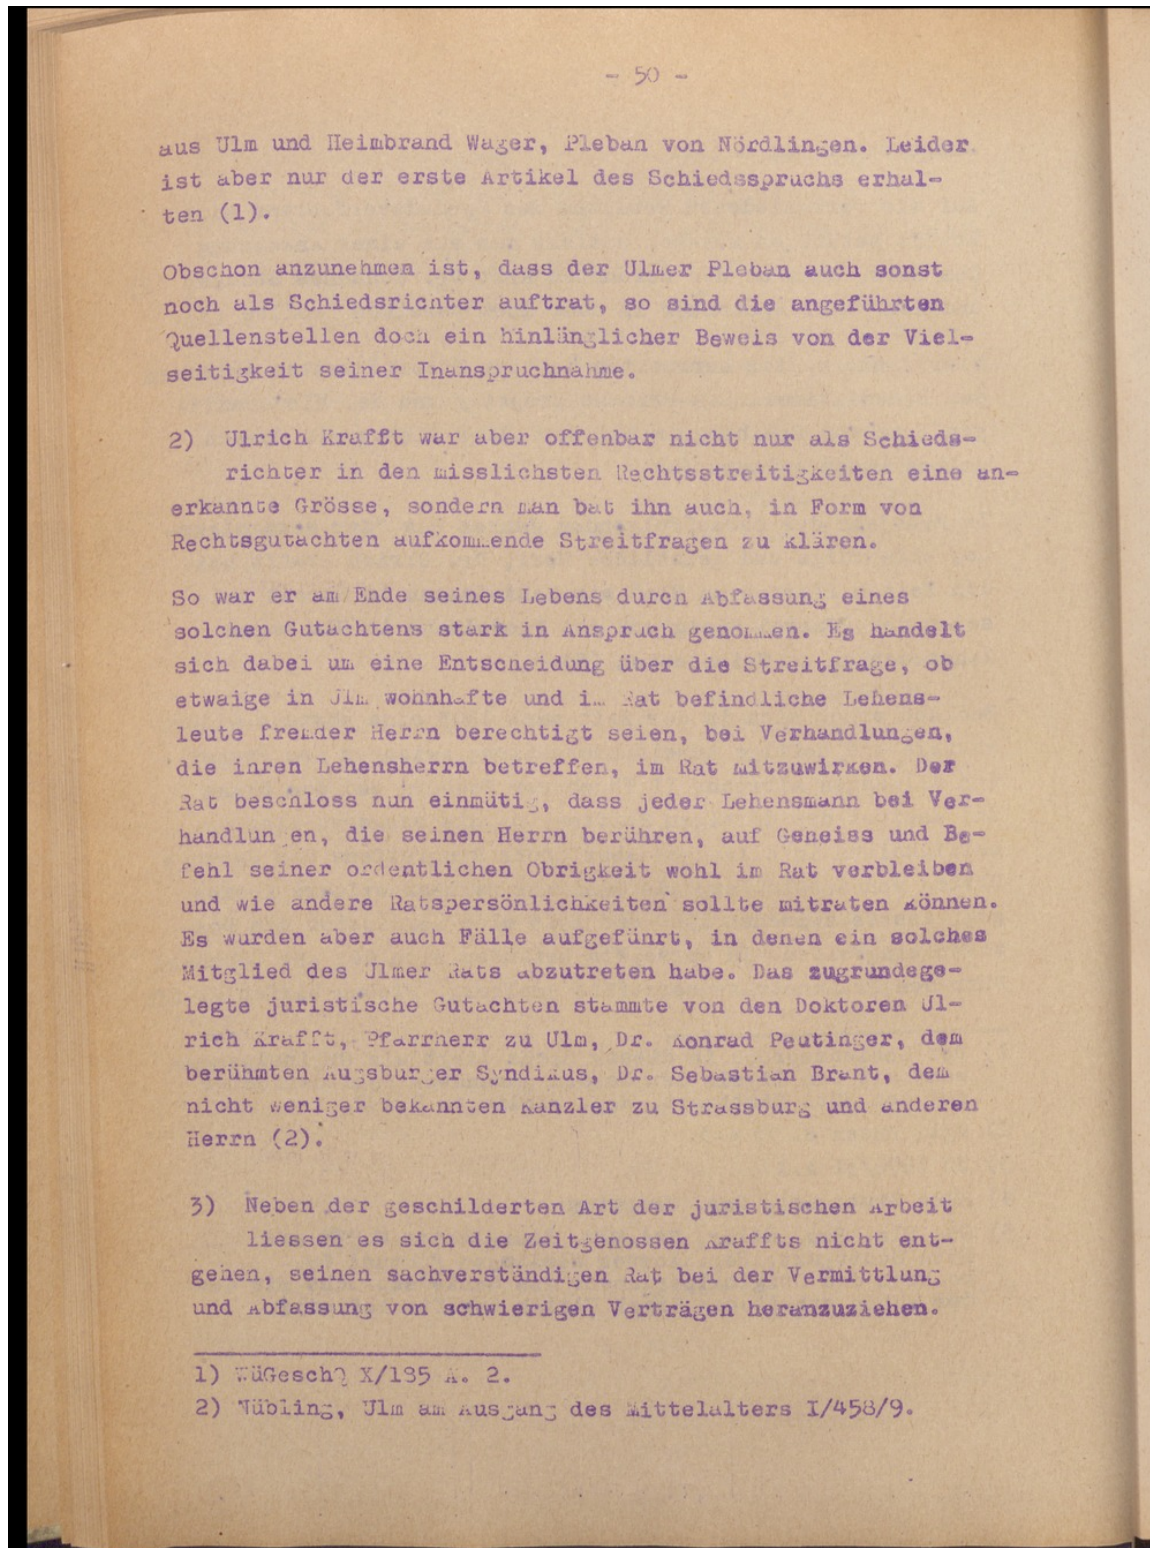 - 50 -
aus Ulm und Heimbrand Wager, Pleban von Nördlingen. Leider
ist aber nur der erste Artikel des Schiedsspruchs erhal-
ten (1).
Obschon anzunehmen ist, dass der Ulmer Pleban auch sonst
noch als Schiedsrichter auftrat, so sind die angeführten
Quellenstellen doch ein hinlänglicher Beweis von der Viel-
seitigkeit seiner Inanspruchnahme.
2) Ulrich Krafft war aber offenbar nicht nur als Schieds-
richter in den misslichsten Rechtsstreitigkeiten eine an-
erkannte Grösse, sondern man bat ihn auch, in Form von
Rechtsgutachten aufkommende Streitfragen zu klären.
So war er am Ende seines Lebens durch Abfassung eines
solchen Gutachtens stark in Anspruch genommen. Es handelt
sich dabei um eine Entscheidung über die Streitfrage, ob
etwaige in Ulm wohnhafte und im Rat befindliche Lehens-
leute fremder Herrn berechtigt seien, bei Verhandlungen,
die ihren Lehensherrn betreffen, im Rat mitzuwirken. Der
Rat beschloss nun einmütig, dass jeder Lehensmann bei Ver-
handlungen, die seinen Herrn berühren, auf Geheiss und Be-
fehl seiner ordentlichen Obrigkeit wohl im Rat verbleiben
und wie andere Ratspersönlichkeiten sollte mitraten können.
Es wurden aber auch Fälle aufgeführt, in denen ein solches
Mitglied des Ulmer Rats abzutreten habe. Das zugrundege-
legte juristische Gutachten stammte von den Doktoren Ul-
rich Krafft, Pfarrherr zu Ulm, Dr. Konrad Peutinger, dem
berühmten Augsburger Syndikus, Dr. Sebastian Brant, dem
nicht weniger bekannten Kanzler zu Strassburg und anderen
Herrn (2).
3) Neben der geschilderten Art der juristischen Arbeit
liessen es sich die Zeitgenossen Kraffts nicht ent-
gehen, seinen sachverständigen Rat bei der Vermittlung
und Abfassung von schwierigen Verträgen heranzuziehen.
1) WüGeschQ X/185 A. 2.
2) Nübling, Ulm am Ausgang des Mittelalters I/458/9.